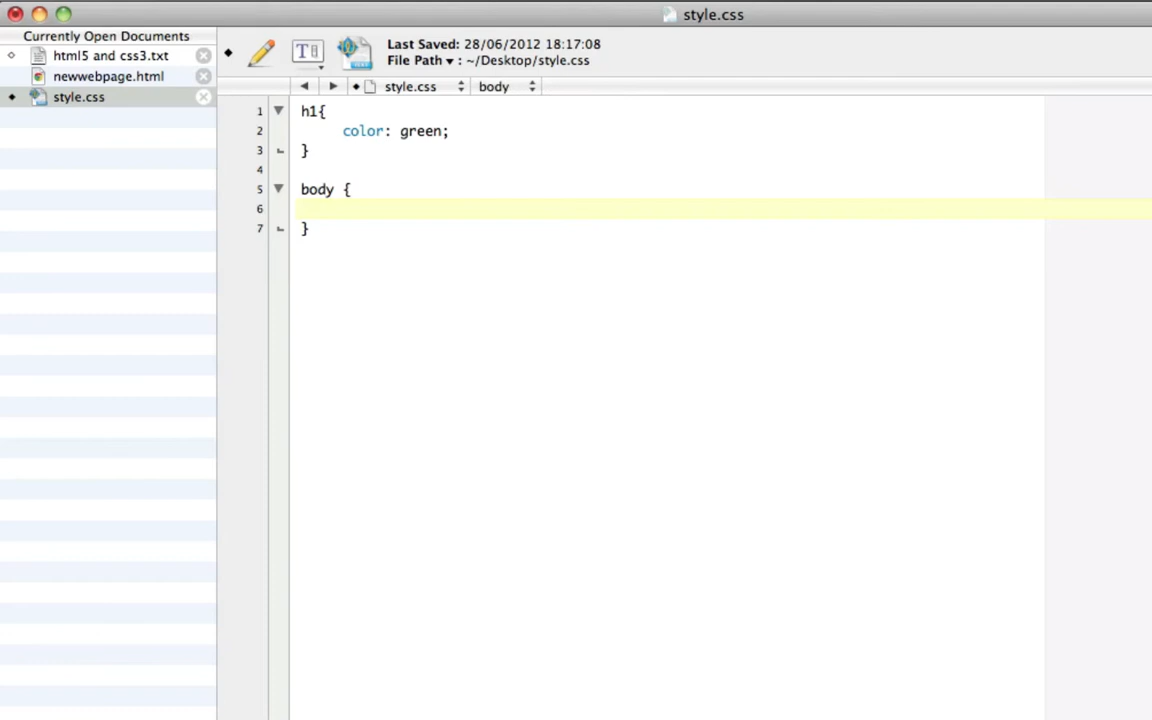 style.css
Currently Open Documents
html5 and css3.txt
newwebpage.html
style.css
Last Saved: 28/06/2012 18:17:08
File Path ▾ : ~/Desktop/style.css
style.css
body
1 h1{
2 color: green;
3 }
4
5 body {
6
7 }